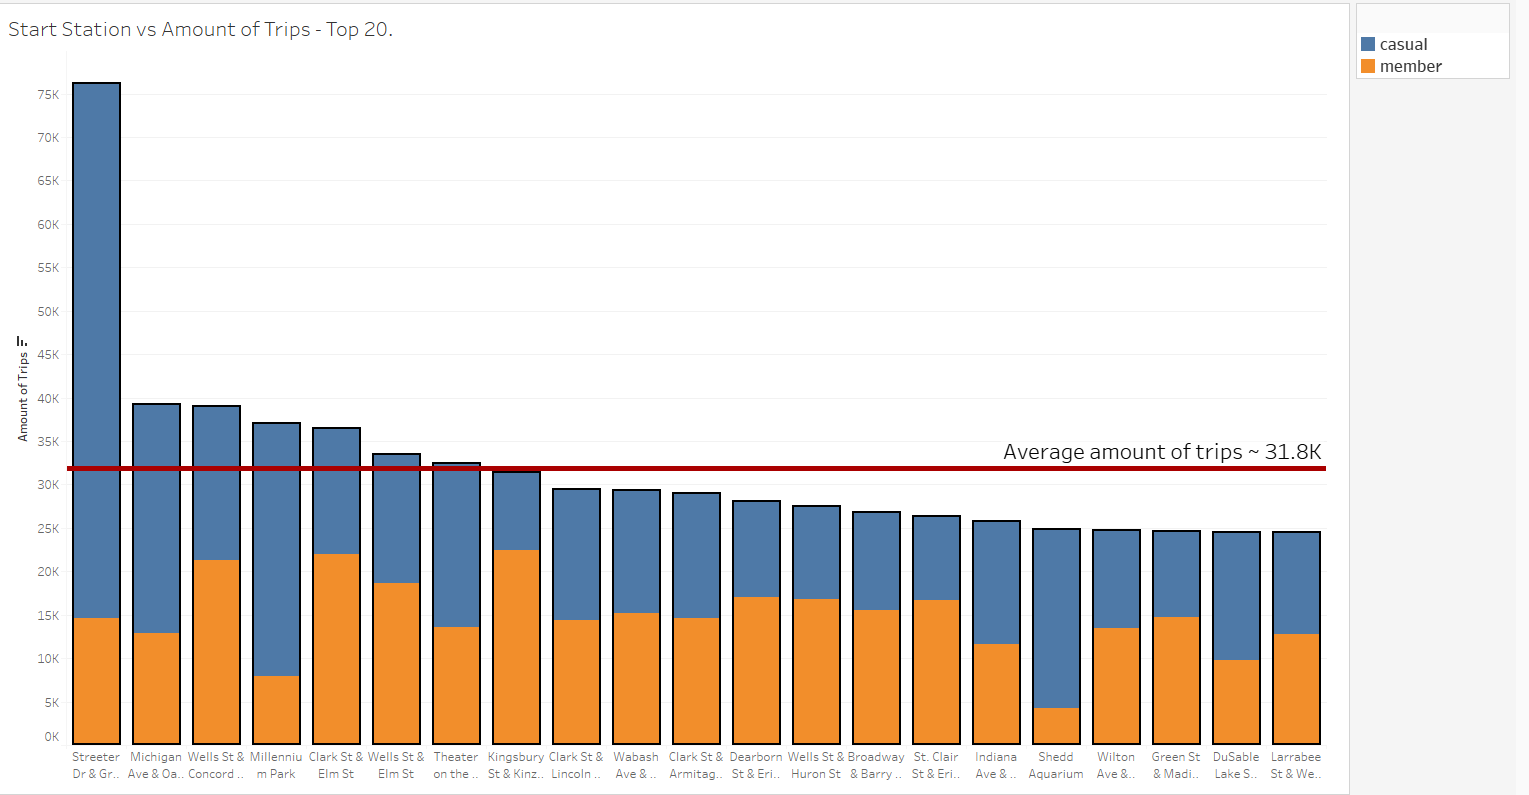 Start Station vs Amount of Trips - Top 20.
casual
member
75K
70K
65K
60K
55K
50K
45K
40K
35K
30K
25K
20K
15K
10K
5K
0K
Amount of Trips
Average amount of trips ~ 31.8K
Streeter
Dr & Gr..
Michigan
Ave & Oa..
Wells St &
Concord ..
Millenniu
m Park
Clark St &
Elm St
Wells St &
Elm St
Theater
on the ..
Kingsbury
St & Kinz..
Clark St &
Lincoln ..
Wabash
Ave & ..
Clark St &
Armitag..
Dearborn
St & Eri..
Wells St &
Huron St
Broadway
& Barry ..
St. Clair
St & Eri..
Indiana
Ave & ..
Shedd
Aquarium
Wilton
Ave &..
Green St
& Madi..
DuSable
Lake S..
Larrabee
St & We..